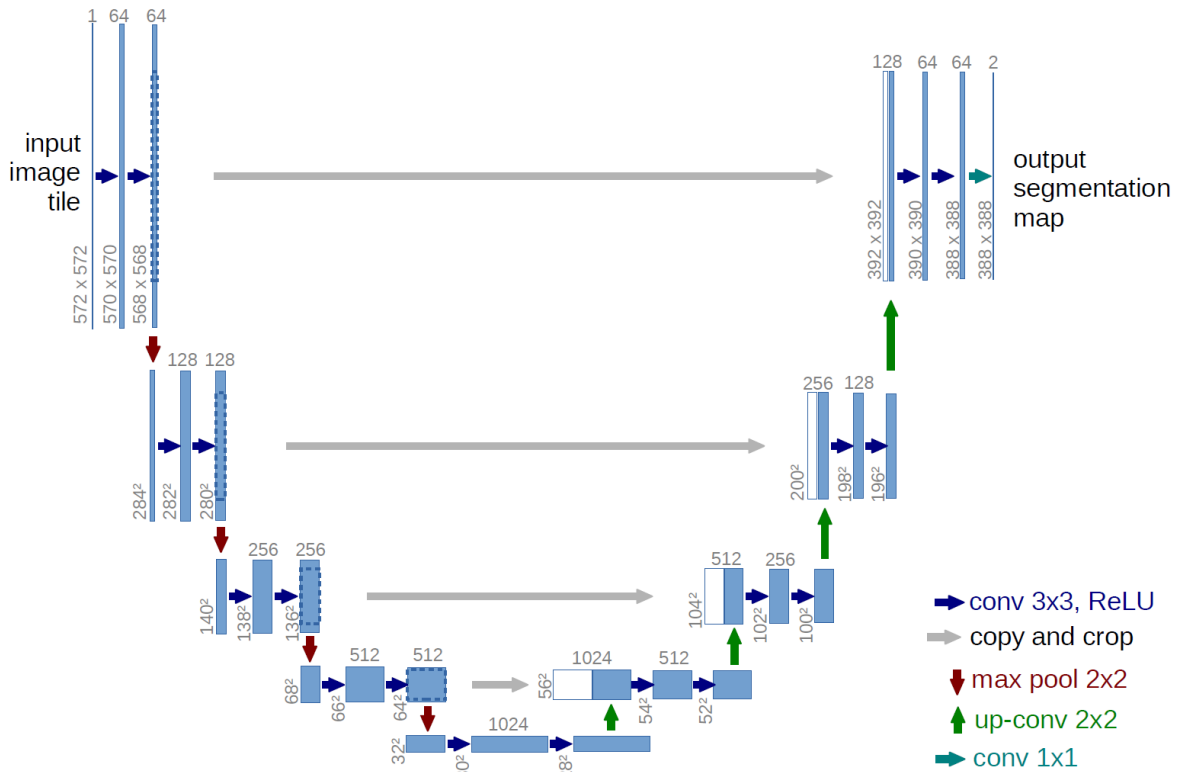 1 64 64
128 64 64 2
input
image
tile
output
segmentation
map
572 x 572
570 x 570
568 x 568
392 x 392
390 x 390
388 x 388
388 x 388
128 128
256 128
284²
282²
280²
200²
198²
196²
256 256
512 256
140²
138²
136²
104²
102²
100²
512 512
1024 512
68²
66²
64²
56²
54²
52²
1024
32²
conv 3x3, ReLU
copy and crop
max pool 2x2
up-conv 2x2
conv 1x1